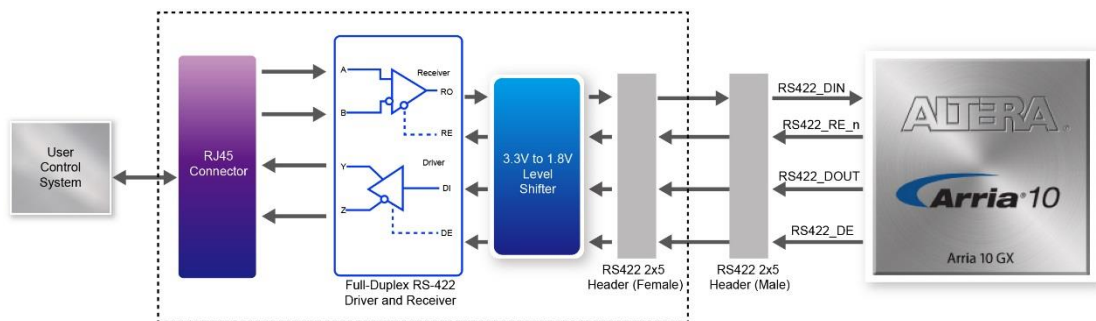 User
Control
System
RJ45
Connector
A
B
Receiver
RO
RE
Y
Z
Driver
DI
DE
Full-Duplex RS-422
Driver and Receiver
3.3V to 1.8V
Level
Shifter
RS422 2x5
Header (Female)
RS422 2x5
Header (Male)
RS422_DIN
RS422_RE_n
RS422_DOUT
RS422_DE
ALTERA®
Arria® 10
Arria 10 GX